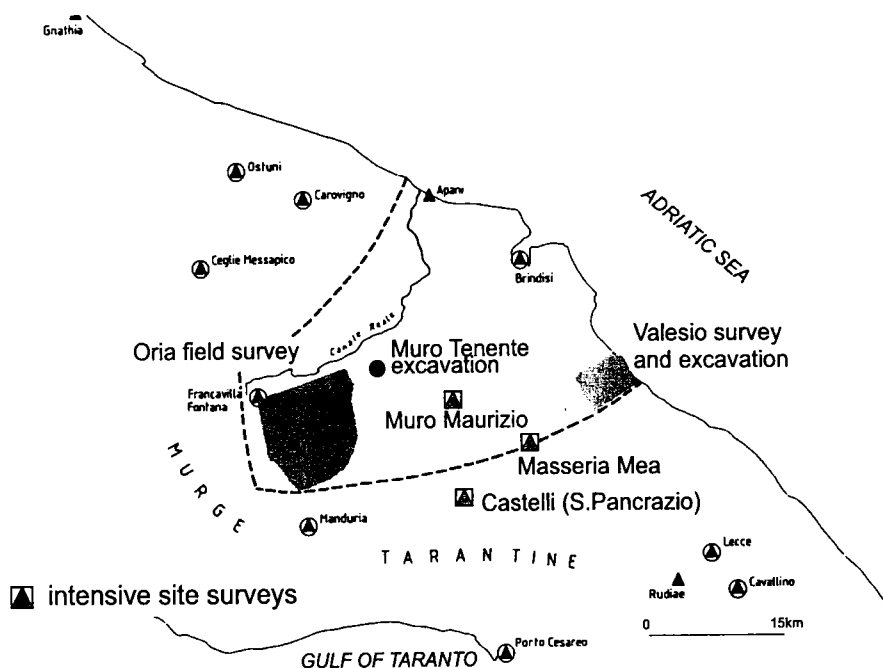 Gnathia
Ostuni
Carovigno
Apani
ADRIATIC SEA
Ceglie Messapico
Brindisi
Canale Reale
Oria field survey
Valesio survey
and excavation
Muro Tenente
excavation
Francavilla
Fontana
Muro Maurizio
Masseria Mea
MURGE
Castelli (S.Pancrazio)
Manduria
TARANTINE
Lecce
Rudiae
Cavallino
intensive site surveys
0 15km
Porto Cesareo
GULF OF TARANTO